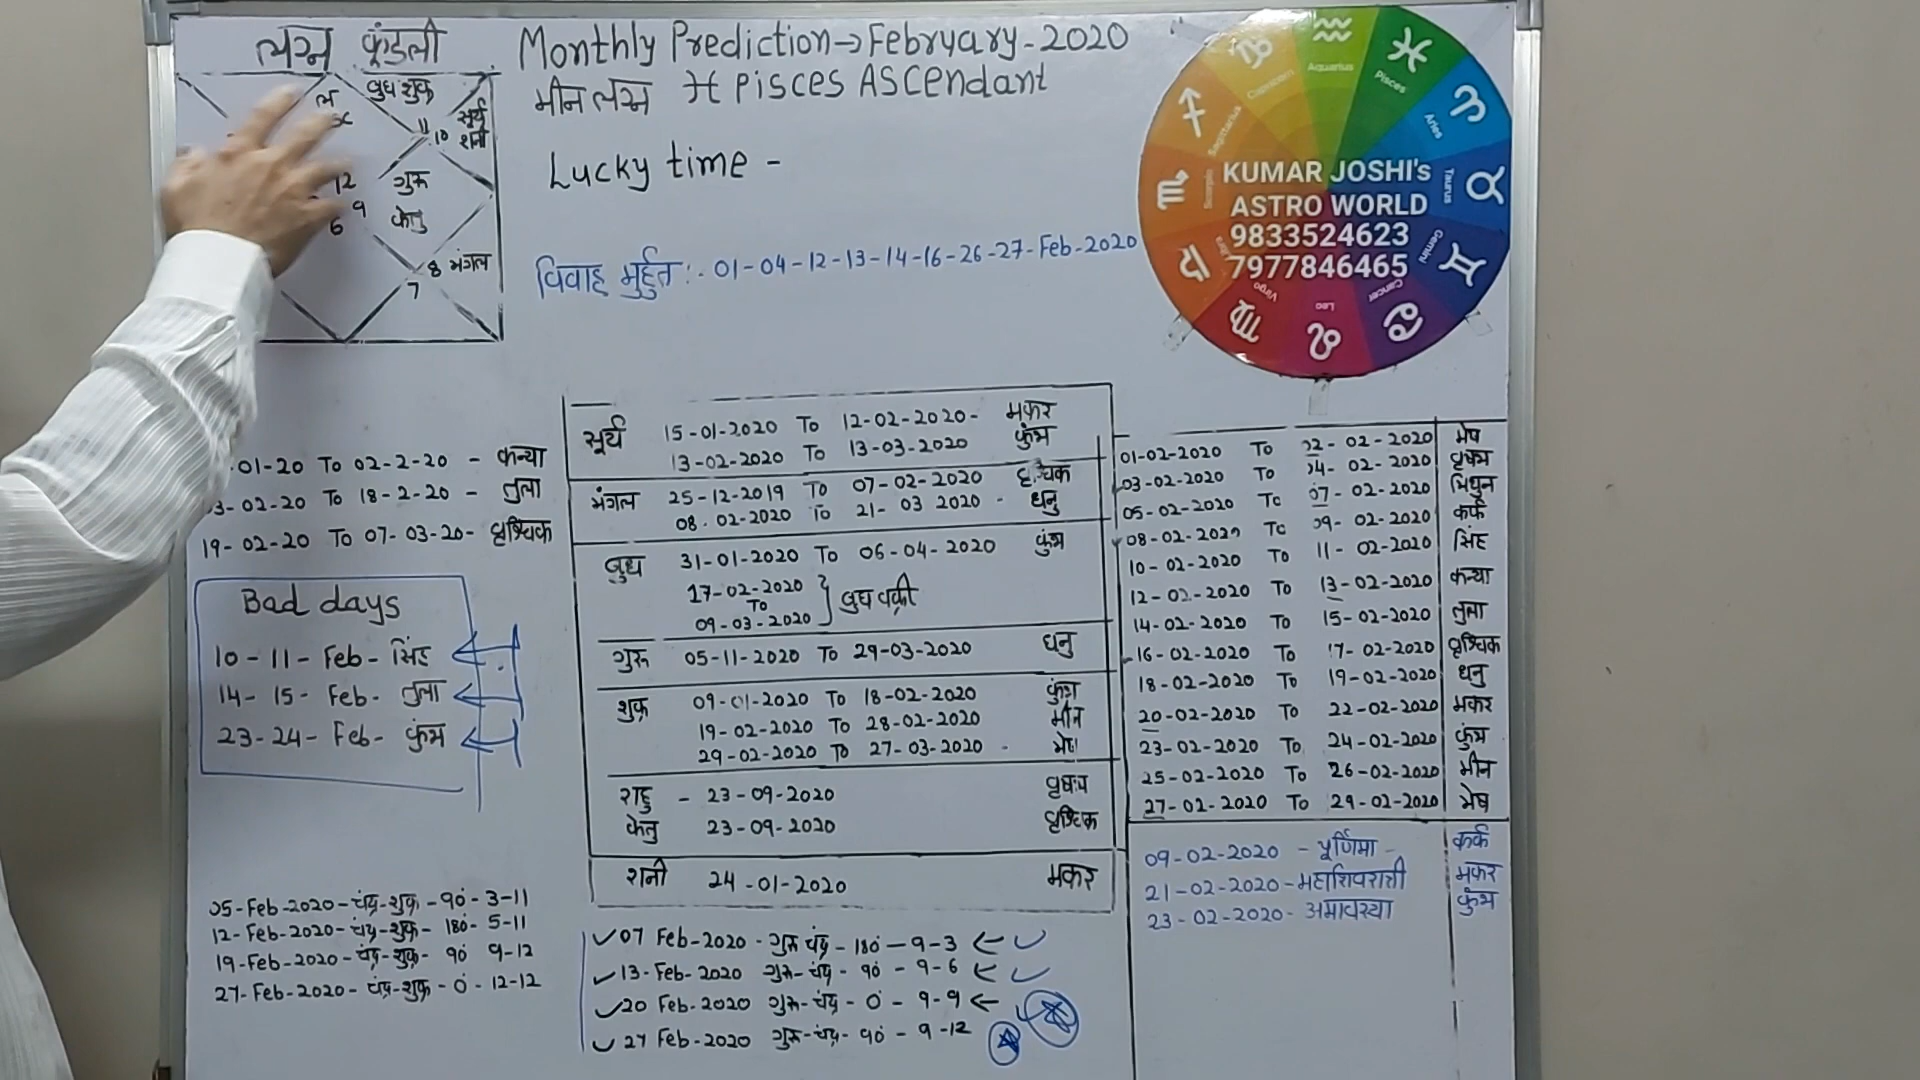 लग्न कुंडली
Monthly Prediction→February-2020
मीन लग्न ♓ PISCES ASCENDANT
Lucky time -
विवाह मुर्हुत :- 01-04-12-13-14-16-26-27-Feb-2020
बुध शुक्र
11
सूर्य
10 शनी
12 गुरु
9 केतु
6
8 मंगल
7
Aquarius
Pisces
Aries
Taurus
Gemini
Cancer
Leo
Virgo
Scorpio
Sagittarius
Capricorn
KUMAR JOSHI's
ASTRO WORLD
9833524623
7977846465
01-20 To 02-2-20 - कन्या
3-02-20 To 18-2-20 - तुला
19-02-20 To 07-03-20- वृश्चिक
Bad days
10-11-Feb- सिंह
14-15-Feb- तुला
23-24-Feb- कुंभ
05-Feb-2020-चंद्र-शुक्र-90-3-11
12-Feb-2020-चंद्र-शुक्र-180-5-11
19-Feb-2020-चंद्र-शुक्र-90 9-12
27-Feb-2020-चंद्र-शुक्र-0-12-12
सूर्य 15-01-2020 To 12-02-2020- मकर
13-02-2020 To 13-03-2020 कुंभ
मंगल 25-12-2019 To 07-02-2020 वृश्चिक
08-02-2020 To 21-03 2020 - धनु
बुध 31-01-2020 To 06-04-2020 कुंभ
17-02-2020
To
09-03-2020 } बुध वक्री
गुरु 05-11-2020 To 29-03-2020 धनु
शुक्र 09-01-2020 To 18-02-2020 कुंभ
19-02-2020 To 28-02-2020 मीन
29-02-2020 To 27-03-2020 - मेष
राहु - 23-09-2020
केतु 23-09-2020 वृश्चिक
शनी 24-01-2020 मकर
07 Feb-2020 - गुरु चंद्र-180-9-3
13-Feb-2020 गुरु-चंद्र-90-9-6
20 Feb-2020 गुरु-चंद्र-0-9-9
27 Feb-2020 गुरु-चंद्र-90-9-12
01-02-2020 To 02-02-2020 मेष
03-02-2020 To 04-02-2020 वृषभ
05-02-2020 To 07-02-2020 मिथुन
08-02-2020 To 09-02-2020 कर्क
10-02-2020 To 11-02-2020 सिंह
12-02-2020 To 13-02-2020 कन्या
14-02-2020 To 15-02-2020 तुला
16-02-2020 To 17-02-2020 वृश्चिक
18-02-2020 To 19-02-2020 धनु
20-02-2020 To 22-02-2020 मकर
23-02-2020 To 24-02-2020 कुंभ
25-02-2020 To 26-02-2020 मीन
27-02-2020 To 29-02-2020 मेष
09-02-2020 - पूर्णिमा - कर्क
21-02-2020-महाशिवरात्री मकर
23-02-2020- अमावस्या कुंभ